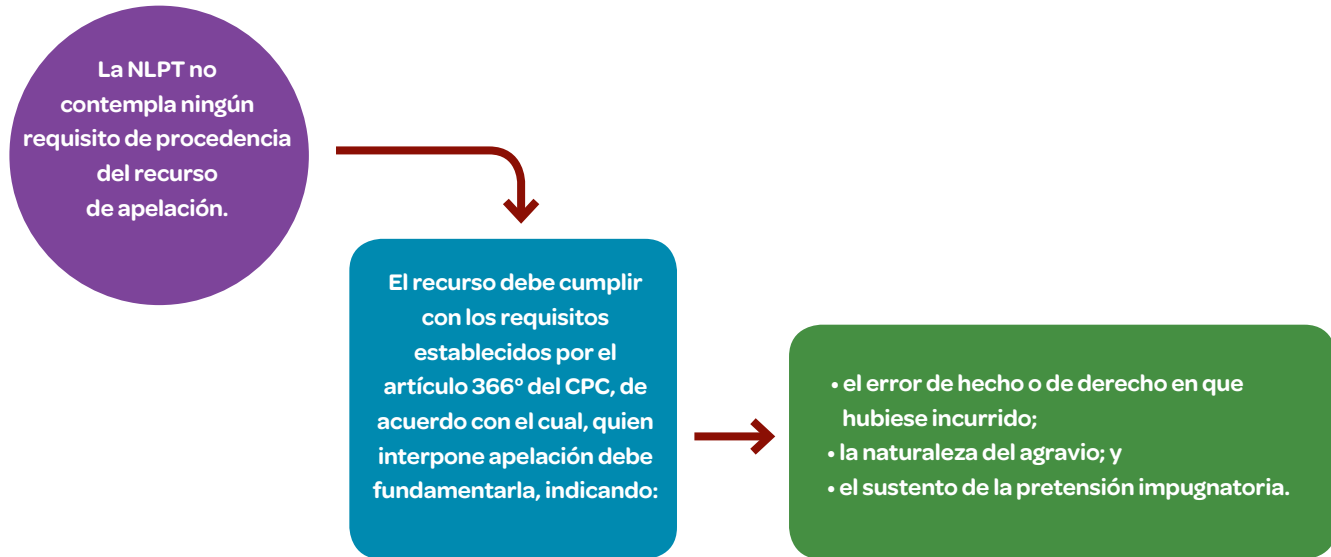 La NLPT no
contempla ningún
requisito de procedencia
del recurso
de apelación.
El recurso debe cumplir
con los requisitos
establecidos por el
artículo 366° del CPC, de
acuerdo con el cual, quien
interpone apelación debe
fundamentarla, indicando:
• el error de hecho o de derecho en que
hubiese incurrido;
• la naturaleza del agravio; y
• el sustento de la pretensión impugnatoria.